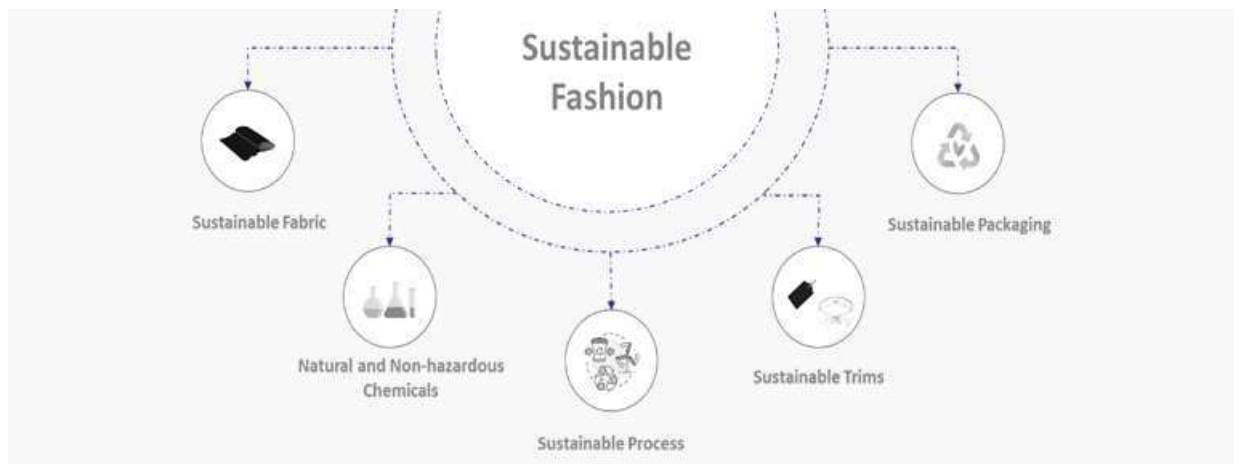 Sustainable
Fashion
Sustainable Fabric
Sustainable Packaging
Natural and Non-hazardous
Chemicals
Sustainable Trims
Sustainable Process